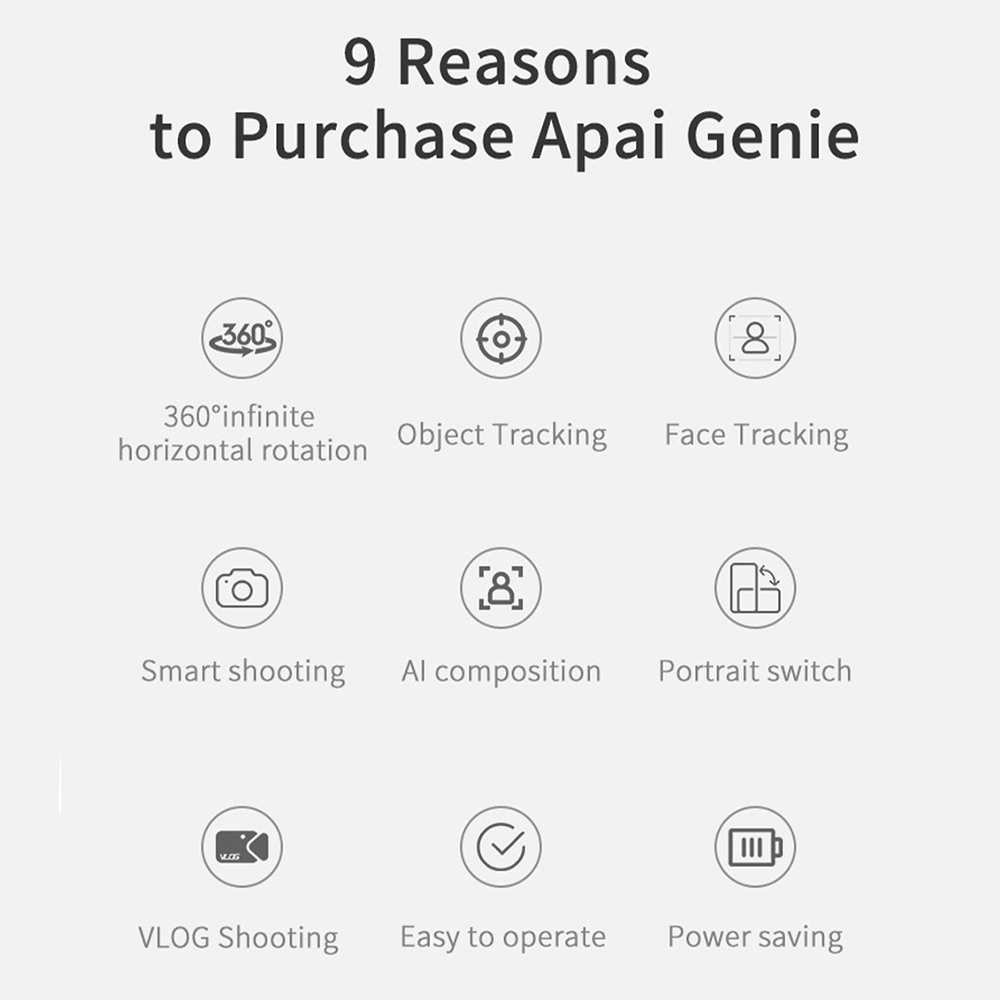 9 Reasons
to Purchase Apai Genie
360°
360°infinite
horizontal rotation
Object Tracking
Face Tracking
Smart shooting
AI composition
Portrait switch
VLOG
VLOG Shooting
Easy to operate
Power saving